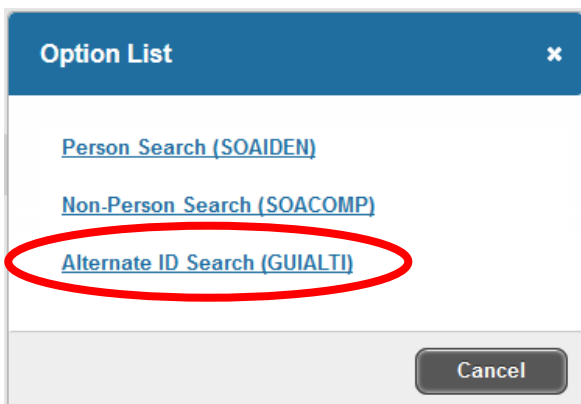 Option List
Person Search (SOAIDEN)
Non-Person Search (SOACOMP)
Alternate ID Search (GUIALTI)
Cancel